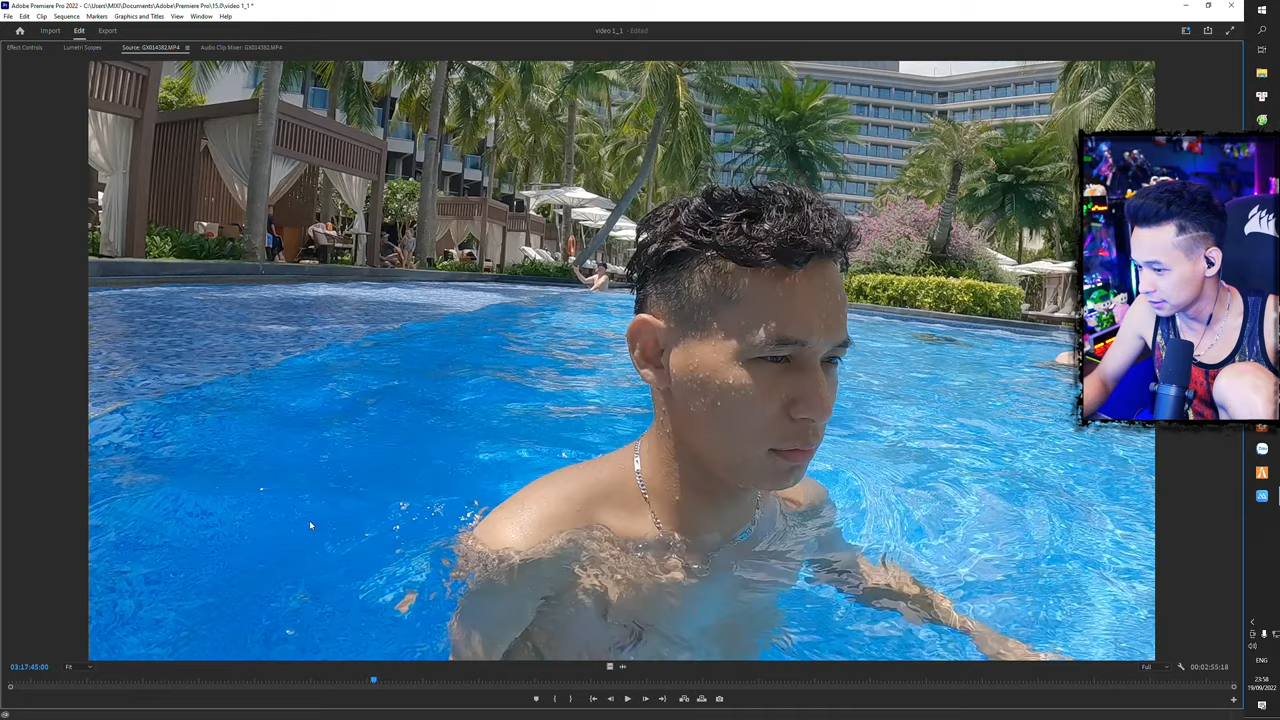 Adobe Premiere Pro 2022 - C:\Users\MIXI\Documents\Adobe\Premiere Pro\15.0\video 1_1 *
File Edit Clip Sequence Markers Graphics and Titles View Window Help
Import Edit Export
video 1_1 - Edited
Effect Controls Lumetri Scopes Source: GX014382.MP4 Audio Clip Mixer: GX014382.MP4
03:17:45:00 Fit Full 00:02:55:18
ENG
23:58
19/09/2022